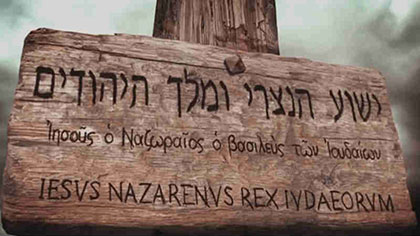 ישוע הנצרי ומלך היהודים
Ἰησοῦς ὁ Ναζωραῖος ὁ βασιλεὺς τῶν Ἰουδαίων
IESVS NAZARENVS REX IVDAEORVM